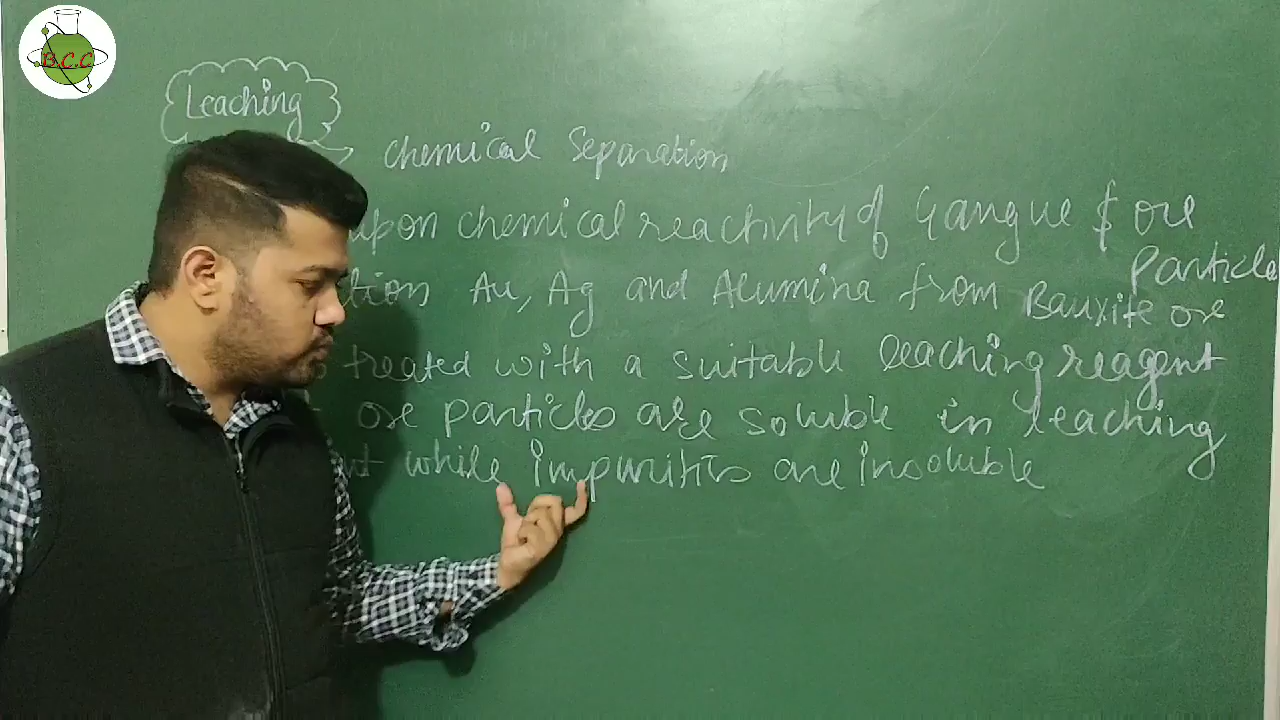 B.C.C
Leaching
Chemical Separation
upon chemical reactivity of Gangue & ore
particles
Au, Ag and Alumina from Bauxite ore
treated with a suitable leaching reagent
ore particles are soluble in leaching
while impurities are insoluble